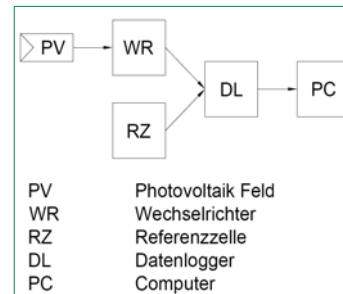 PV WR
DL PC
RZ
PV Photovoltaik Feld
WR Wechselrichter
RZ Referenzzelle
DL Datenlogger
PC Computer